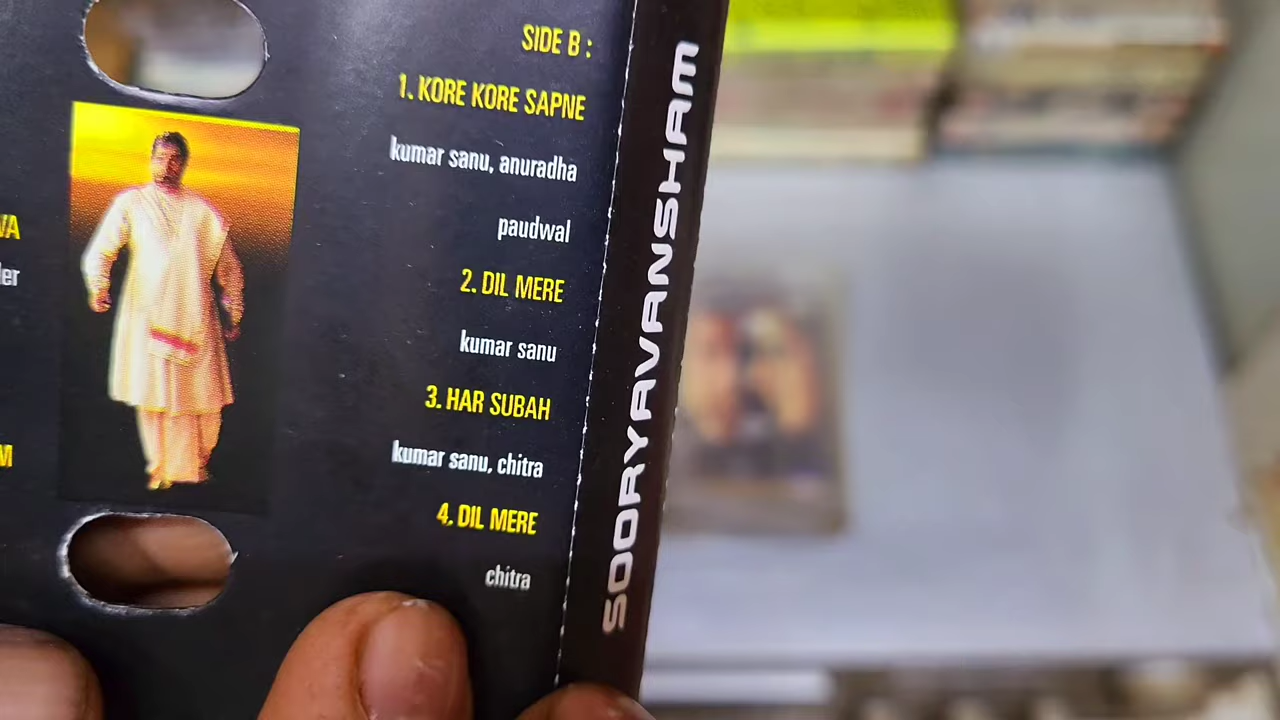 SIDE B :
1. KORE KORE SAPNE
kumar sanu, anuradha
paudwal
2. DIL MERE
kumar sanu
3. HAR SUBAH
kumar sanu, chitra
4. DIL MERE
chitra
SOORYAVANSHAM